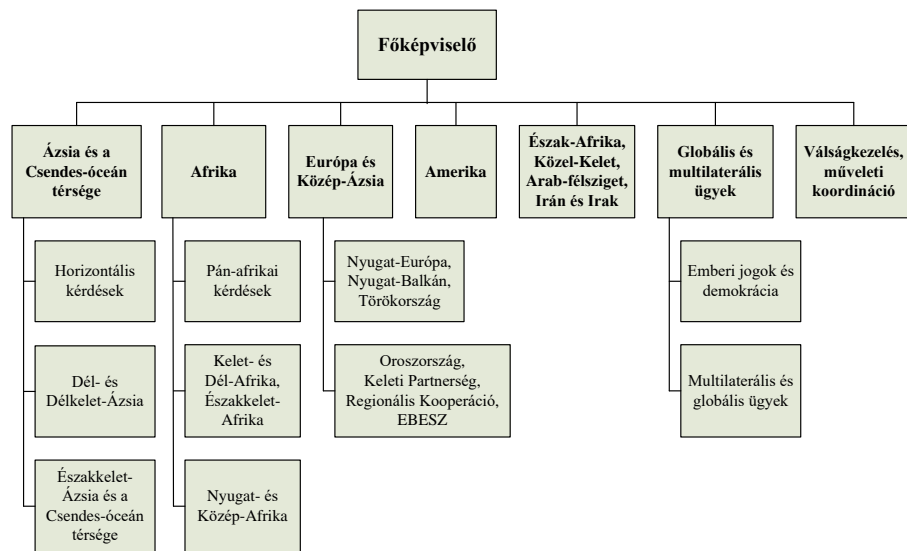 Főképviselő
Ázsia és a
Csendes-óceán
térsége
Afrika
Európa és
Közép-Ázsia
Amerika
Észak-Afrika,
Közel-Kelet,
Arab-félsziget,
Irán és Irak
Globális és
multilaterális
ügyek
Válságkezelés,
műveleti
koordináció
Horizontális
kérdések
Pán-afrikai
kérdések
Nyugat-Európa,
Nyugat-Balkán,
Törökország
Emberi jogok és
demokrácia
Dél- és
Délkelet-Ázsia
Kelet- és
Dél-Afrika,
Északkelet-
Afrika
Oroszország,
Keleti Partnerség,
Regionális Kooperáció,
EBESZ
Multilaterális és
globális ügyek
Északkelet-
Ázsia és a
Csendes-óceán
térsége
Nyugat- és
Közép-Afrika